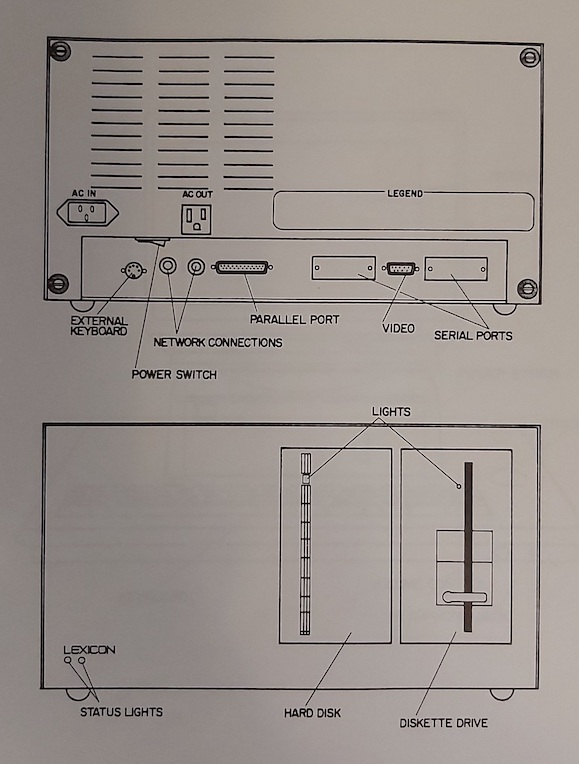 AC IN
AC OUT
LEGEND
EXTERNAL
KEYBOARD
NETWORK CONNECTIONS
PARALLEL PORT
VIDEO
SERIAL PORTS
POWER SWITCH
LIGHTS
LEXICON
STATUS LIGHTS
HARD DISK
DISKETTE DRIVE